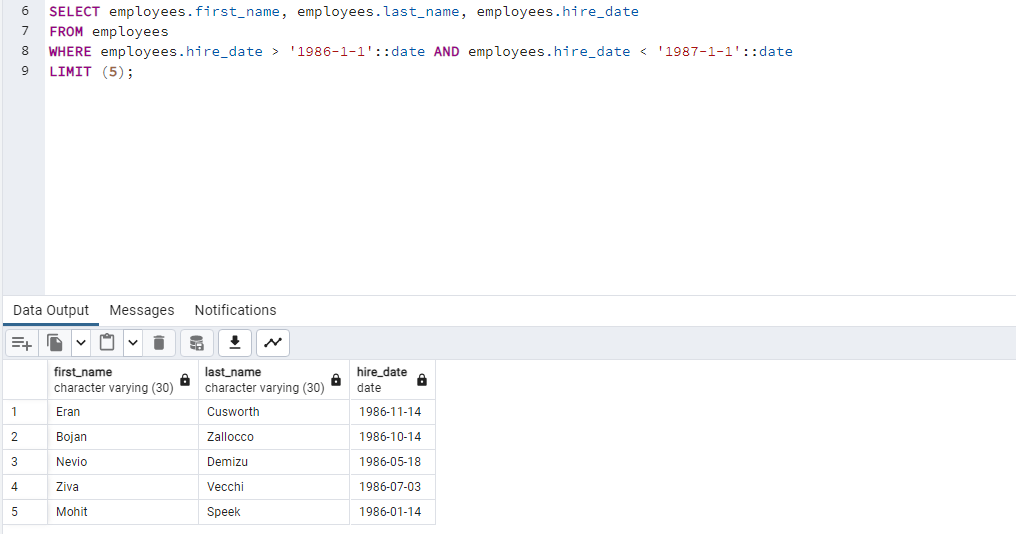 6 SELECT employees.first_name, employees.last_name, employees.hire_date
7 FROM employees
8 WHERE employees.hire_date > '1986-1-1'::date AND employees.hire_date < '1987-1-1'::date
9 LIMIT (5);
Data Output Messages Notifications
first_name last_name hire_date
character varying (30) character varying (30) date
1 Eran Cusworth 1986-11-14
2 Bojan Zallocco 1986-10-14
3 Nevio Demizu 1986-05-18
4 Ziva Vecchi 1986-07-03
5 Mohit Speek 1986-01-14